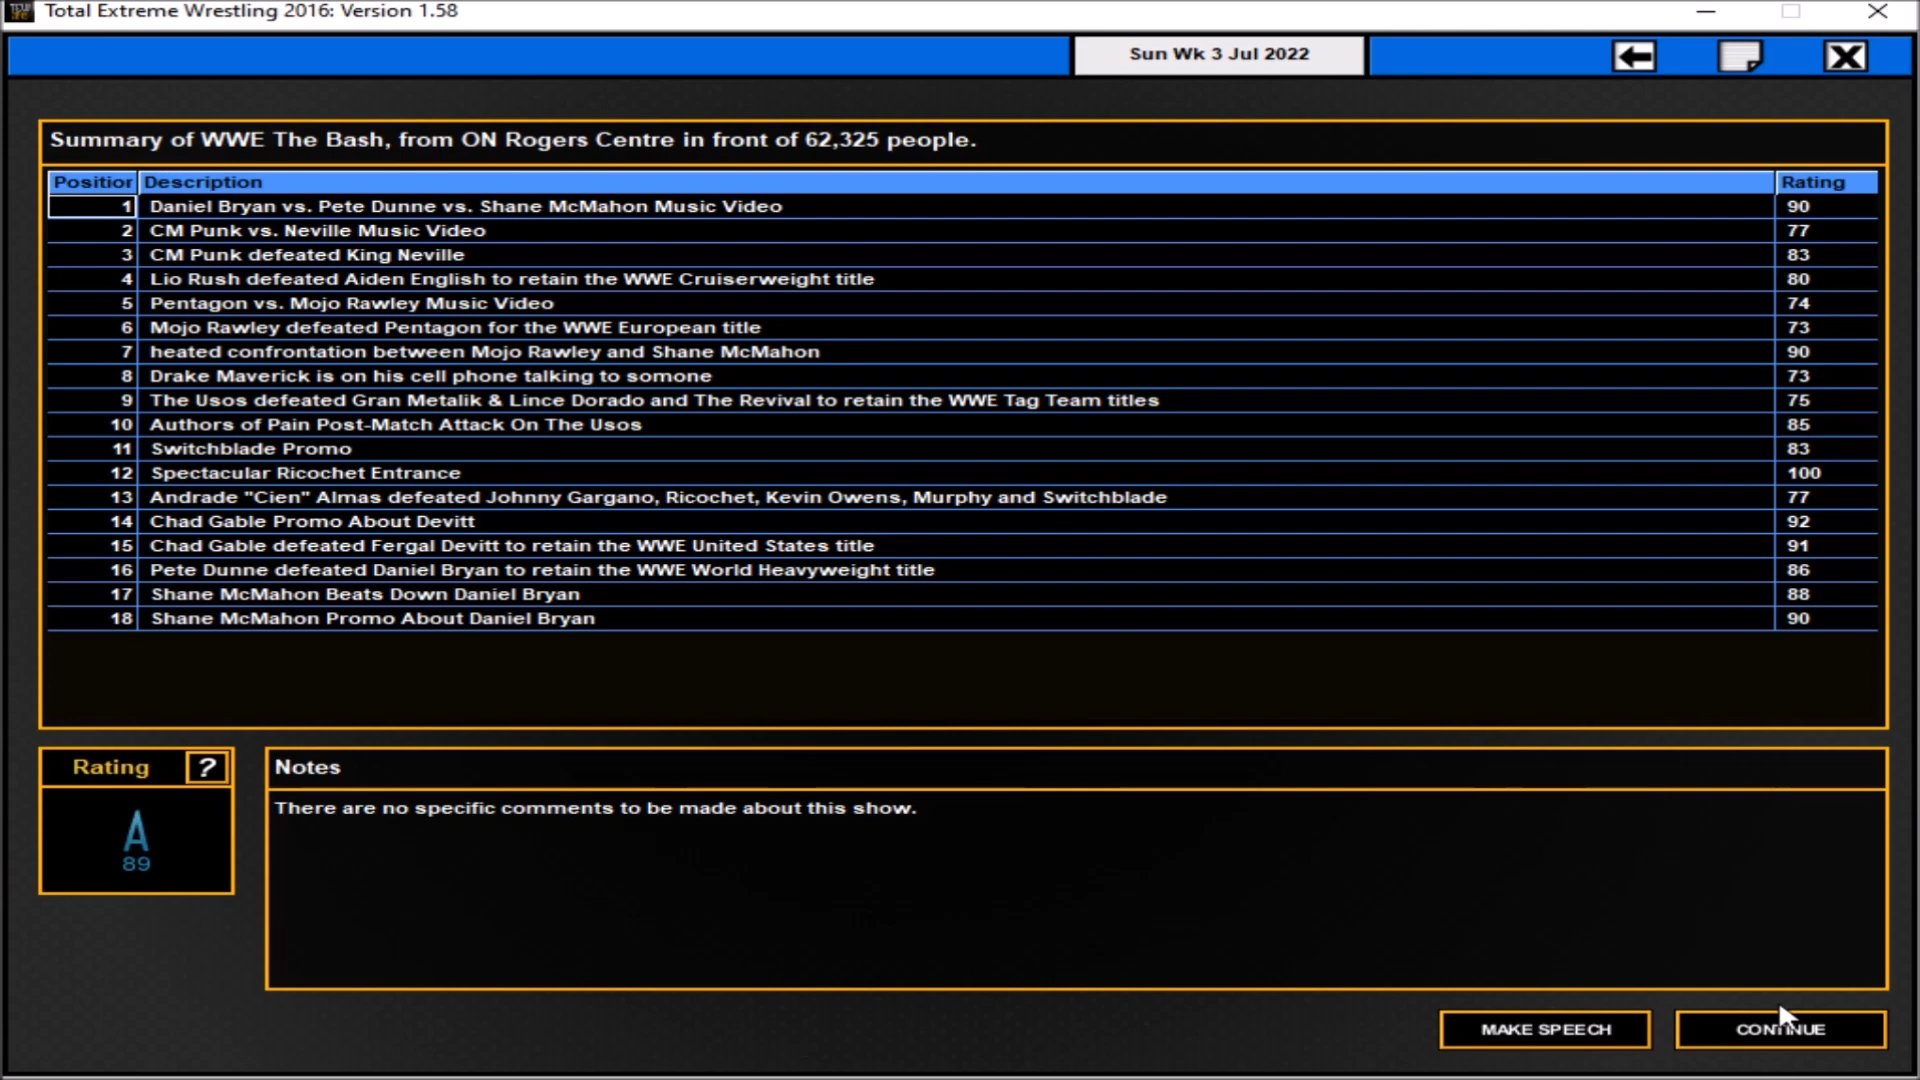 Total Extreme Wrestling 2016: Version 1.58
Sun Wk 3 Jul 2022
Summary of WWE The Bash, from ON Rogers Centre in front of 62,325 people.
Position Description Rating
1 Daniel Bryan vs. Pete Dunne vs. Shane McMahon Music Video 90
2 CM Punk vs. Neville Music Video 77
3 CM Punk defeated King Neville 83
4 Lio Rush defeated Aiden English to retain the WWE Cruiserweight title 80
5 Pentagon vs. Mojo Rawley Music Video 74
6 Mojo Rawley defeated Pentagon for the WWE European title 73
7 heated confrontation between Mojo Rawley and Shane McMahon 90
8 Drake Maverick is on his cell phone talking to somone 73
9 The Usos defeated Gran Metalik & Lince Dorado and The Revival to retain the WWE Tag Team titles 75
10 Authors of Pain Post-Match Attack On The Usos 85
11 Switchblade Promo 83
12 Spectacular Ricochet Entrance 100
13 Andrade "Cien" Almas defeated Johnny Gargano, Ricochet, Kevin Owens, Murphy and Switchblade 77
14 Chad Gable Promo About Devitt 92
15 Chad Gable defeated Fergal Devitt to retain the WWE United States title 91
16 Pete Dunne defeated Daniel Bryan to retain the WWE World Heavyweight title 86
17 Shane McMahon Beats Down Daniel Bryan 88
18 Shane McMahon Promo About Daniel Bryan 90
Rating ?
A
89
Notes
There are no specific comments to be made about this show.
MAKE SPEECH
CONTINUE